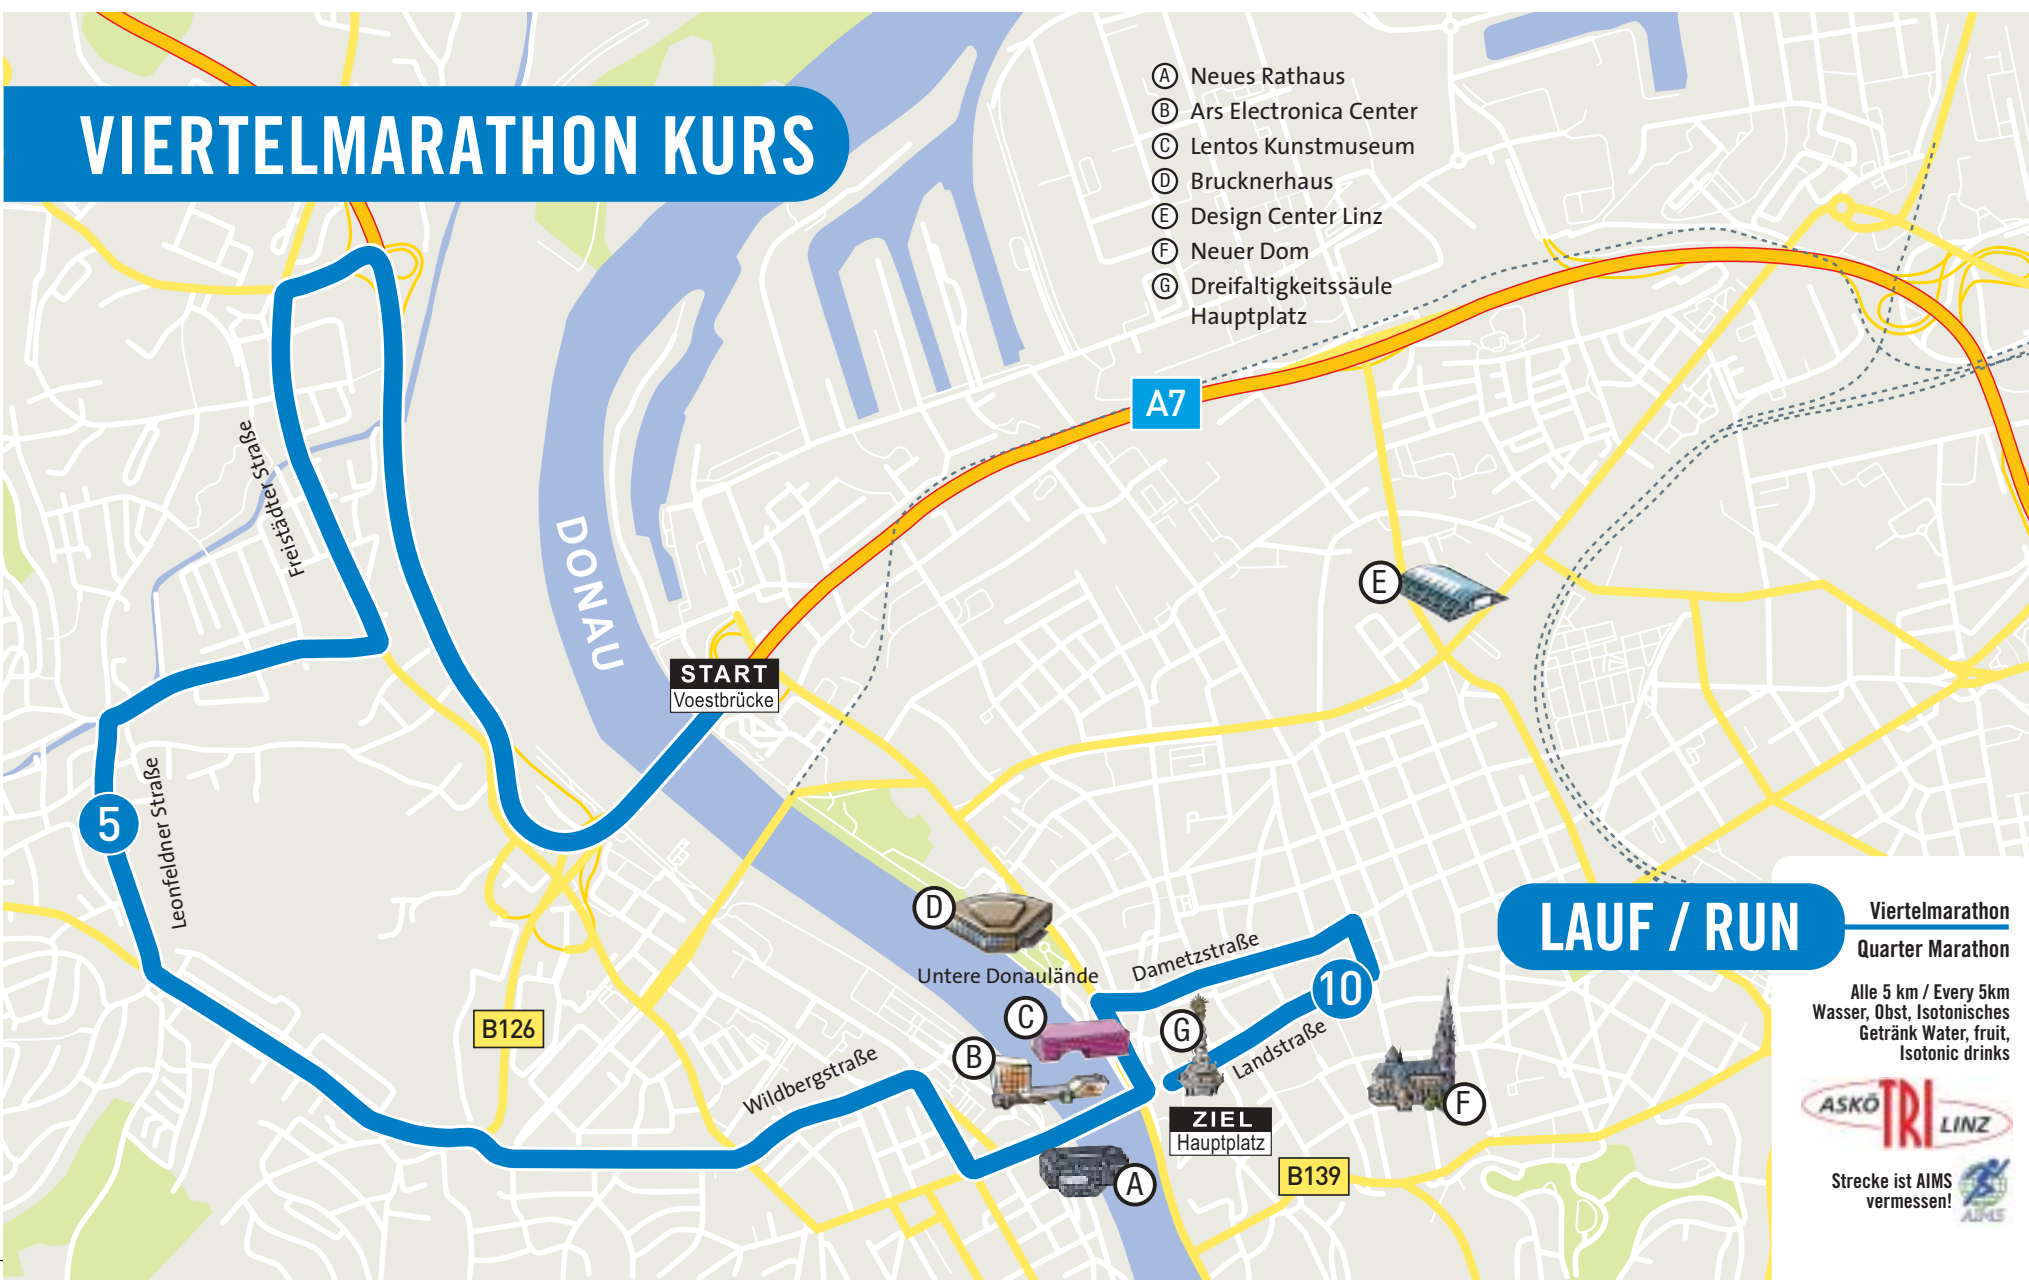 VIERTELMARATHON KURS
A Neues Rathaus
B Ars Electronica Center
C Lentos Kunstmuseum
D Brucknerhaus
E Design Center Linz
F Neuer Dom
G Dreifaltigkeitssäule
Hauptplatz
A7
Freistädter Straße
DONAU
E
START
Voestbrücke
Leonfeldner Straße
5
D
Untere Donaulände
Dametzstraße
10
C
G
B
Landstraße
B126
Wildbergstraße
F
ZIEL
Hauptplatz
A
B139
LAUF / RUN
Viertelmarathon
Quarter Marathon
Alle 5 km / Every 5km
Wasser, Obst, Isotonisches
Getränk Water, fruit,
Isotonic drinks
ASKÖ TRI LINZ
Strecke ist AIMS
vermessen!
AIMS